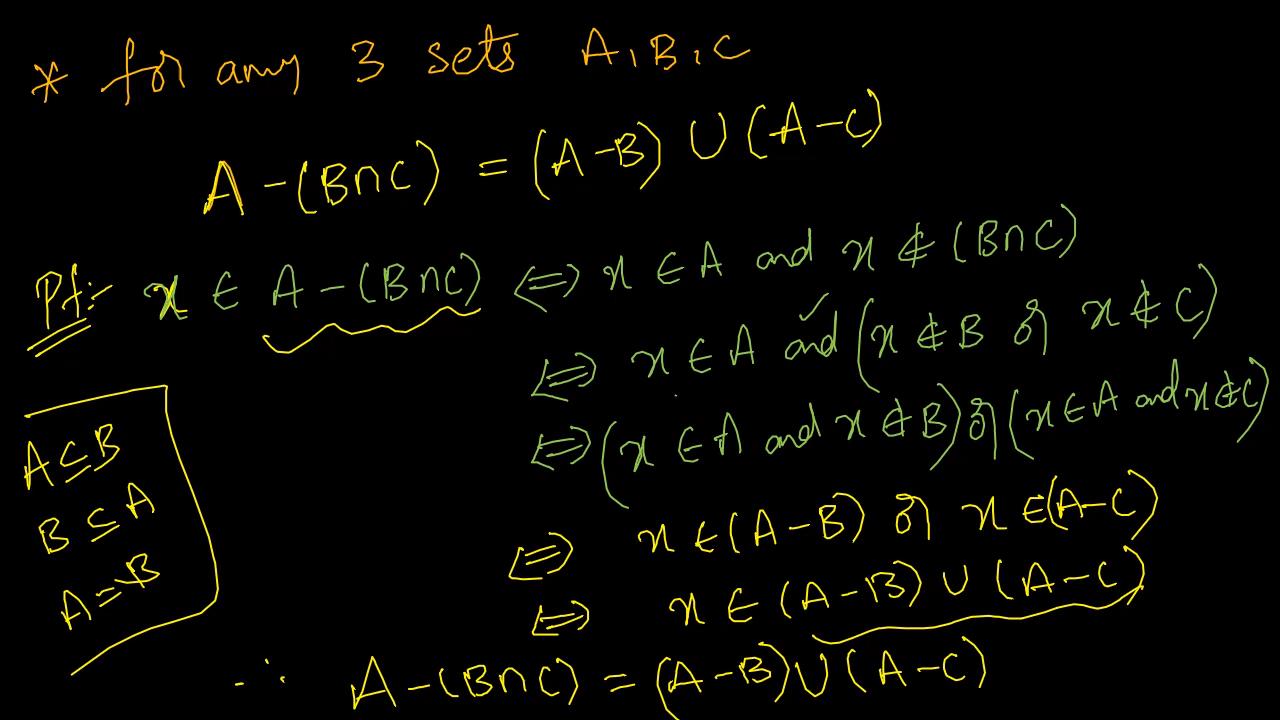 * for any 3 sets A, B, C
A - (B∩C) = (A-B) ∪ (A-C)
Pf:- x ∈ A - (B∩C) ⇔ x ∈ A and x ∉ (B∩C)
⇔ x ∈ A and (x ∉ B or x ∉ C)
⇔ (x ∈ A and x ∉ B) or (x ∈ A and x ∉ C)
⇔ x ∈ (A-B) or x ∈ (A-C)
⇔ x ∈ (A-B) ∪ (A-C)
∴ A - (B∩C) = (A-B) ∪ (A-C)
A ⊆ B
B ⊆ A
A = B